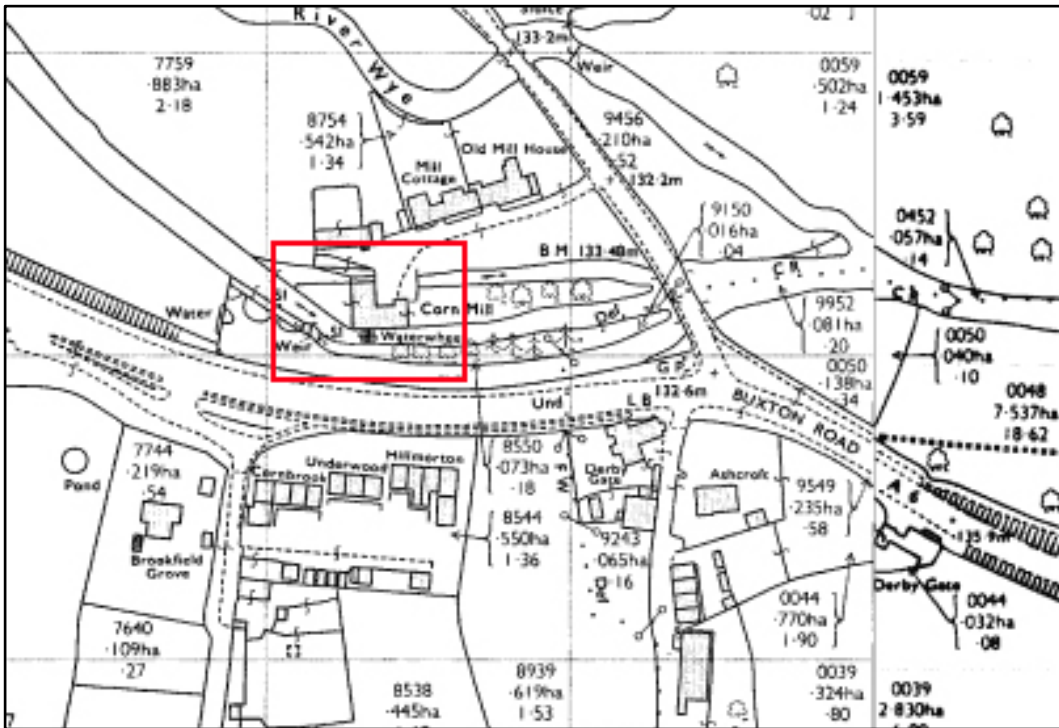 River Wye
133·2m
Weir
02
7759
·883ha
2·18
8754
·542ha
1·34
9456
·210ha
·52
0059
·502ha
1·24
0059
1·453ha
3·59
Old Mill House
Mill
Cottage
132·2m
9150
·016ha
·04
0452
·057ha
·14
BM 133·48m
CR
CR
Sl
Water
Corn Mill
Waterwheel
Sl
Weir
Def
9952
·081ha
·20
0050
·040ha
·10
GP
132·6m
0050
·138ha
·34
0048
7·537ha
18·62
Und
LB
BUXTON ROAD
A 6
7744
·219ha
·54
Pond
Cornbrook
Underwood
Millmerton
8550
·073ha
·18
FW
Derby
Gate
Ashcroft
9549
·235ha
·58
135·9m
Brookfield
Grove
8544
·550ha
1·36
9243
·065ha
·16
Def
Derby Gate
0044
·770ha
1·90
0044
·032ha
·08
7640
·109ha
·27
8538
·445ha
8939
·619ha
1·53
0039
·324ha
·80
0039
2·830ha